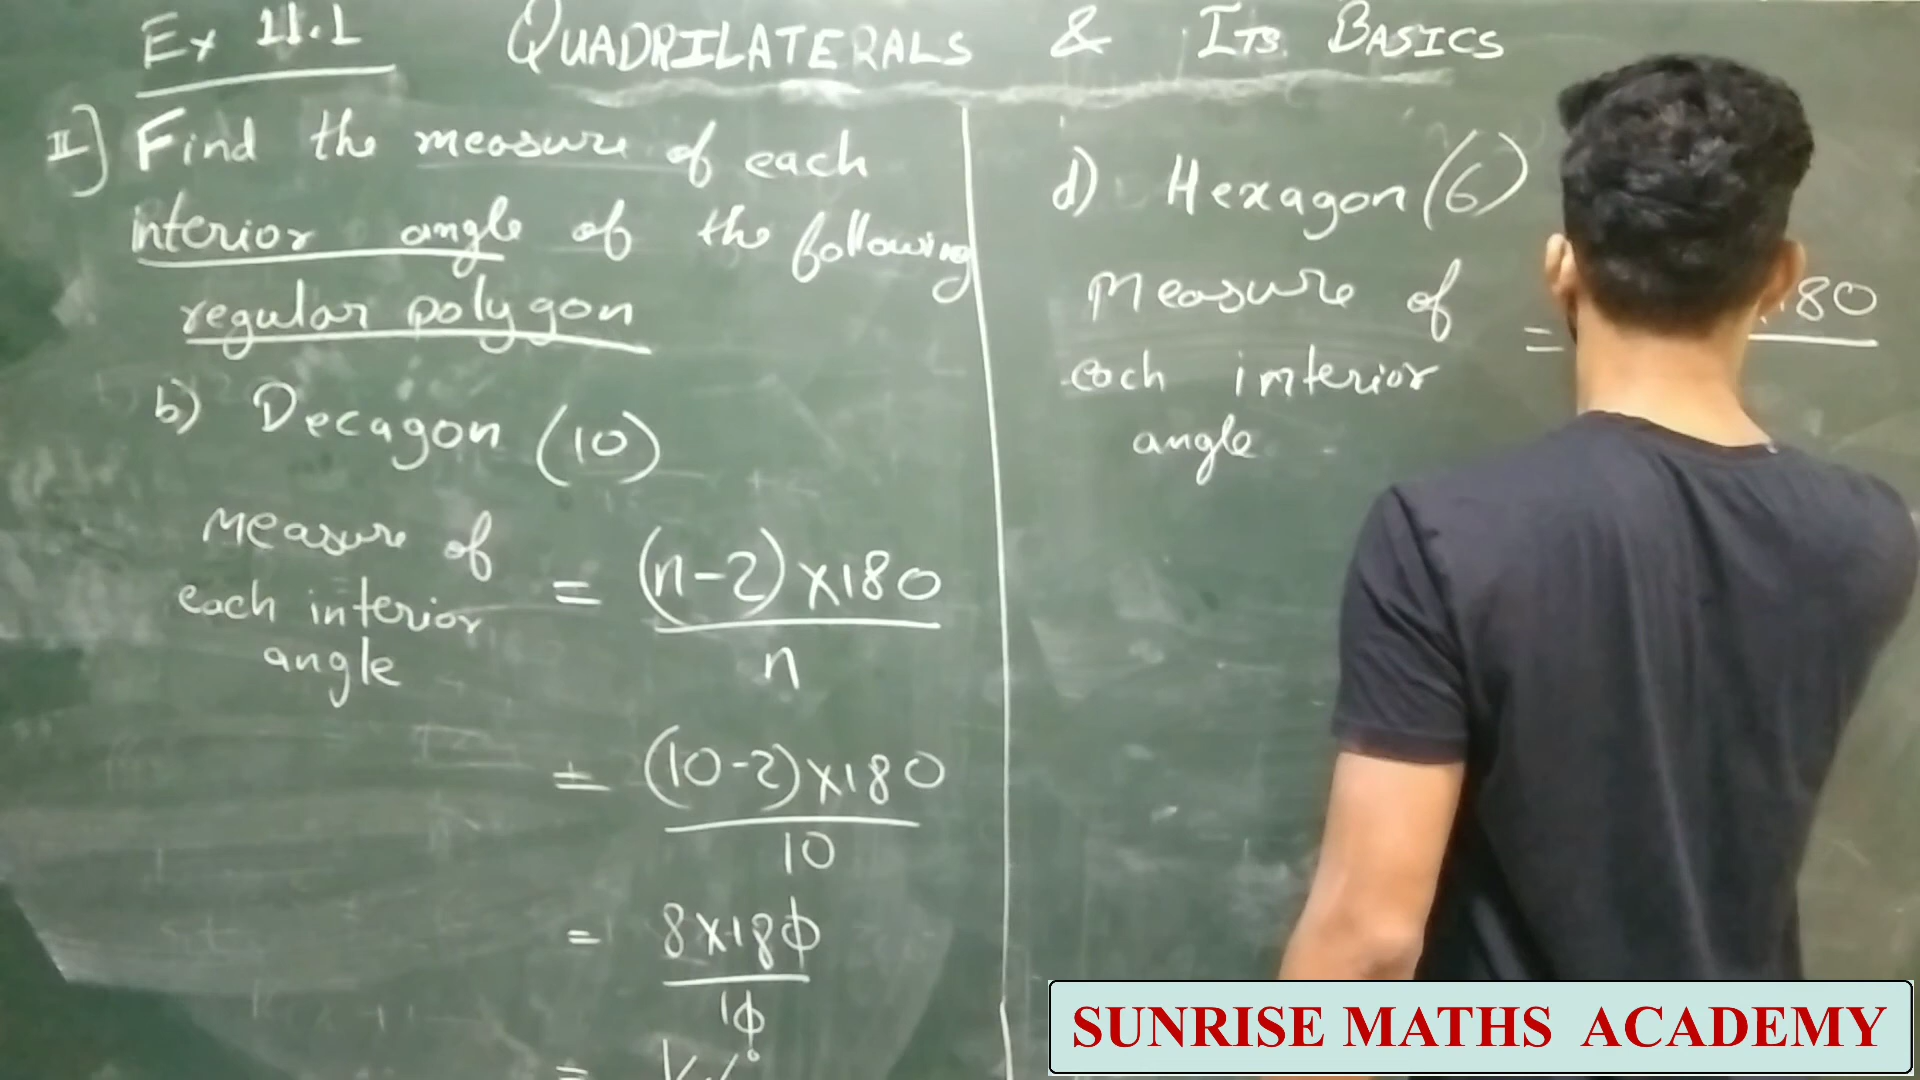 Ex 11.1 QUADRILATERALS & ITS BASICS
II] Find the measure of each
interior angle of the following
regular polygon
b) Decagon (10)
Measure of
each interior
angle
= (n-2)×180
n
= (10-2)×180
10
= 8×180
10
=
d) Hexagon (6)
Measure of
each interior
angle
= 180
SUNRISE MATHS ACADEMY